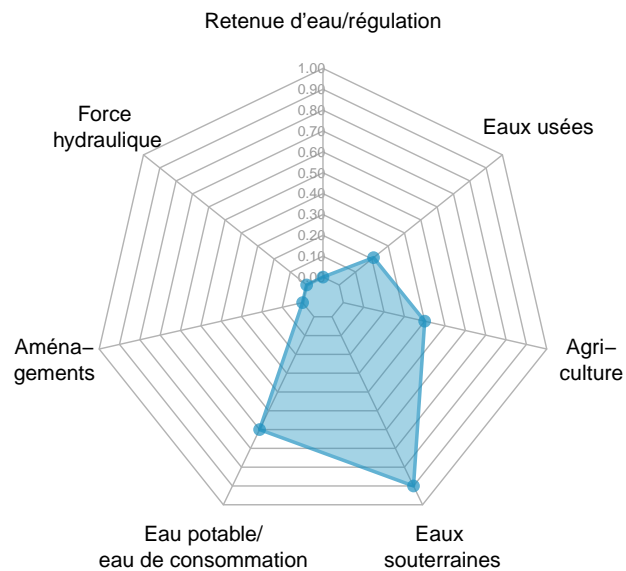 Retenue d'eau/régulation
1.00
0.90
0.80
0.70
0.60
0.50
0.40
0.30
0.20
0.10
0.0
Force
hydraulique
Eaux usées
Aména–
gements
Agri–
culture
Eau potable/
eau de consommation
Eaux
souterraines